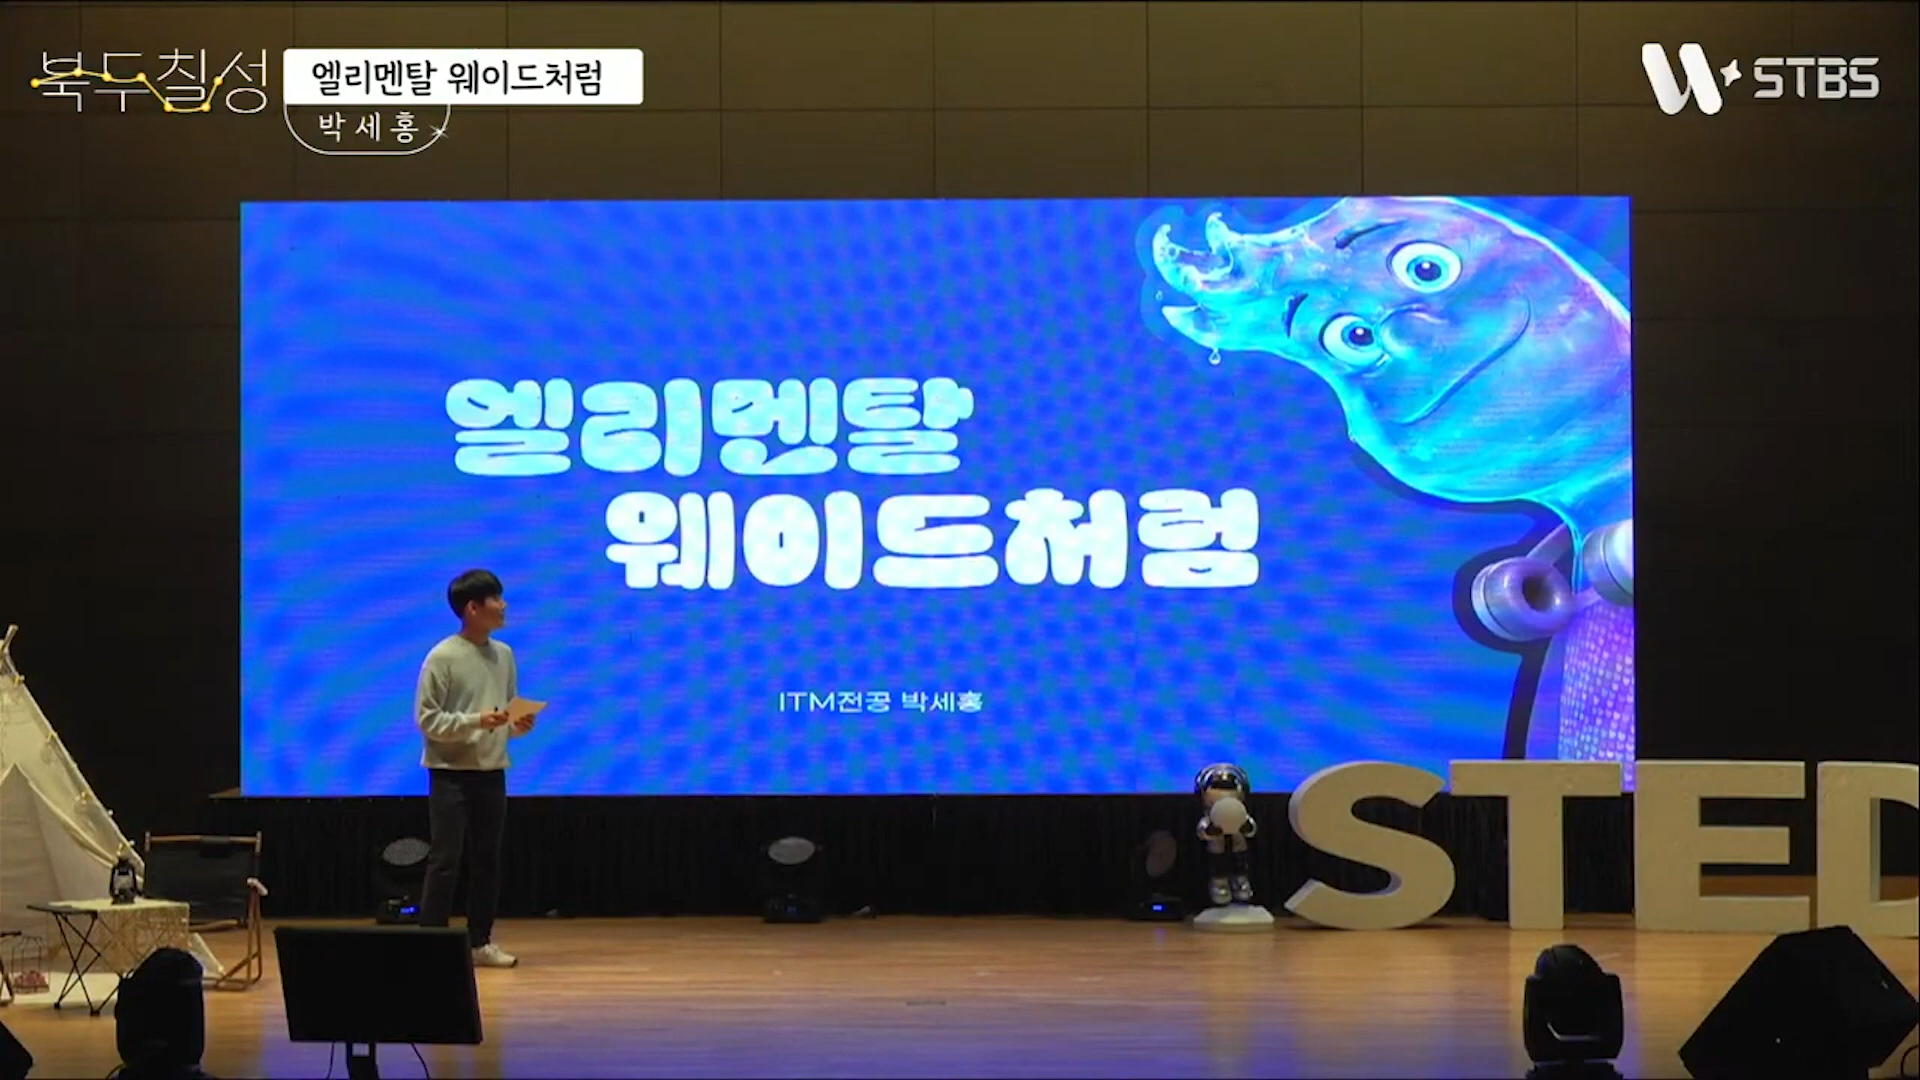 북두칠성
엘리멘탈 웨이드처럼
박세홍
W STBS
엘리멘탈
웨이드처럼
ITM전공 박세홍
STED